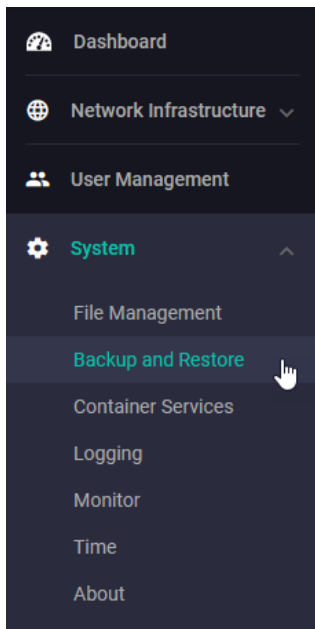 Dashboard
Network Infrastructure
User Management
System
File Management
Backup and Restore
Container Services
Logging
Monitor
Time
About